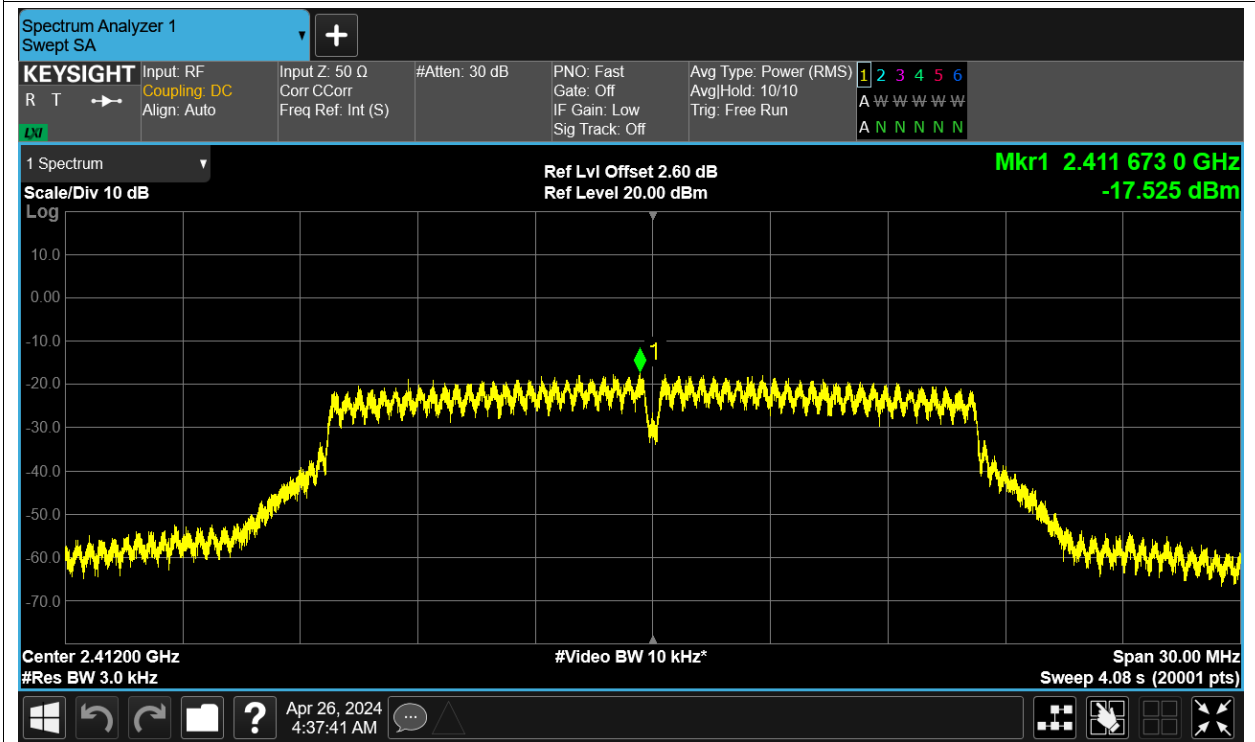 Spectrum Analyzer 1
Swept SA
+
KEYSIGHT
R T
LXI
Input: RF
Coupling: DC
Align: Auto
Input Z: 50 Ω
Corr CCorr
Freq Ref: Int (S)
#Atten: 30 dB
PNO: Fast
Gate: Off
IF Gain: Low
Sig Track: Off
Avg Type: Power (RMS)
Avg|Hold: 10/10
Trig: Free Run
1 2 3 4 5 6
A W W W W W
A N N N N N
1 Spectrum
Scale/Div 10 dB
Log
Ref Lvl Offset 2.60 dB
Ref Level 20.00 dBm
Mkr1 2.411 673 0 GHz
-17.525 dBm
10.0
0.00
-10.0
-20.0
-30.0
-40.0
-50.0
-60.0
-70.0
1
Center 2.41200 GHz
#Res BW 3.0 kHz
#Video BW 10 kHz*
Span 30.00 MHz
Sweep 4.08 s (20001 pts)
?
Apr 26, 2024
4:37:41 AM